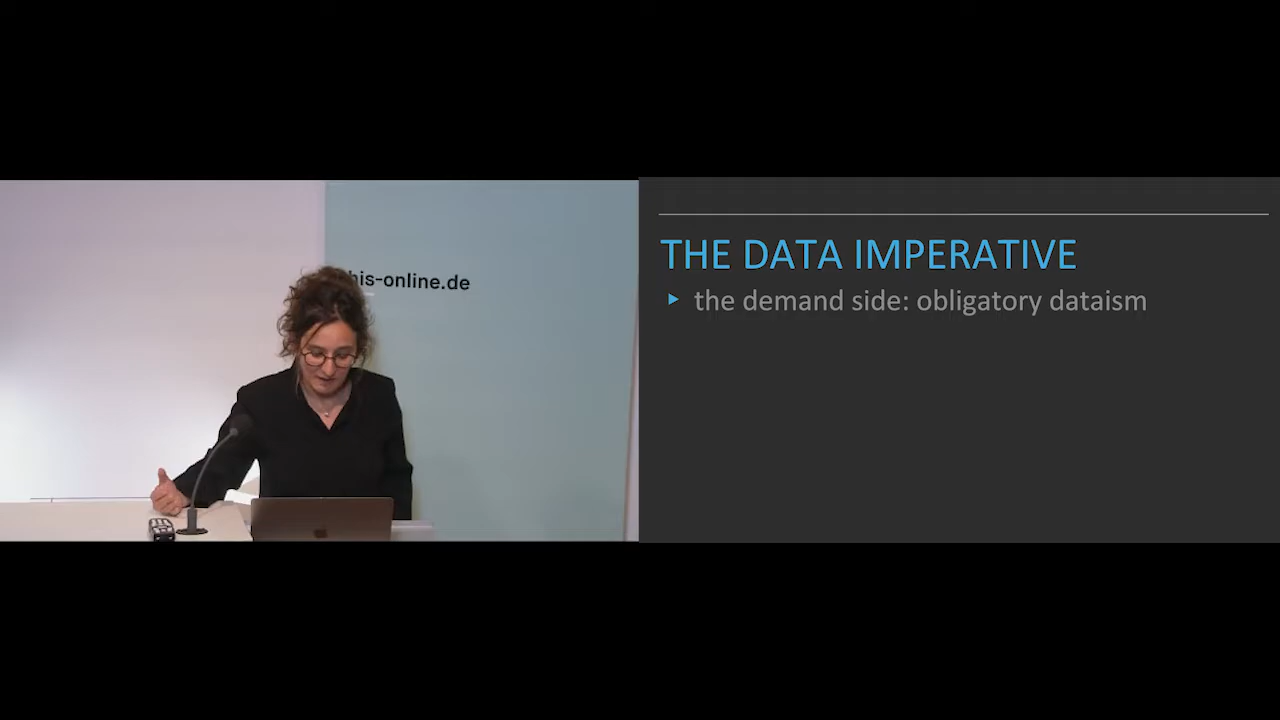 his-online.de
THE DATA IMPERATIVE
the demand side: obligatory dataism